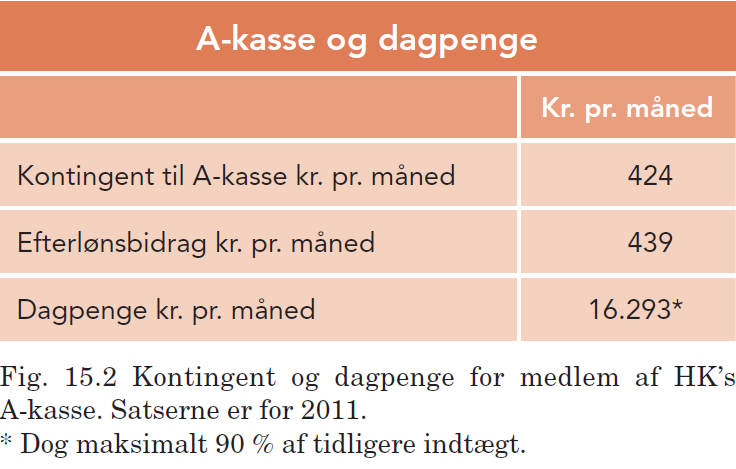 A-kasse og dagpenge
Kr. pr. måned
Kontingent til A-kasse kr. pr. måned 424
Efterlønsbidrag kr. pr. måned 439
Dagpenge kr. pr. måned 16.293*
Fig. 15.2 Kontingent og dagpenge for medlem af HK’s
A-kasse. Satserne er for 2011.
* Dog maksimalt 90 % af tidligere indtægt.